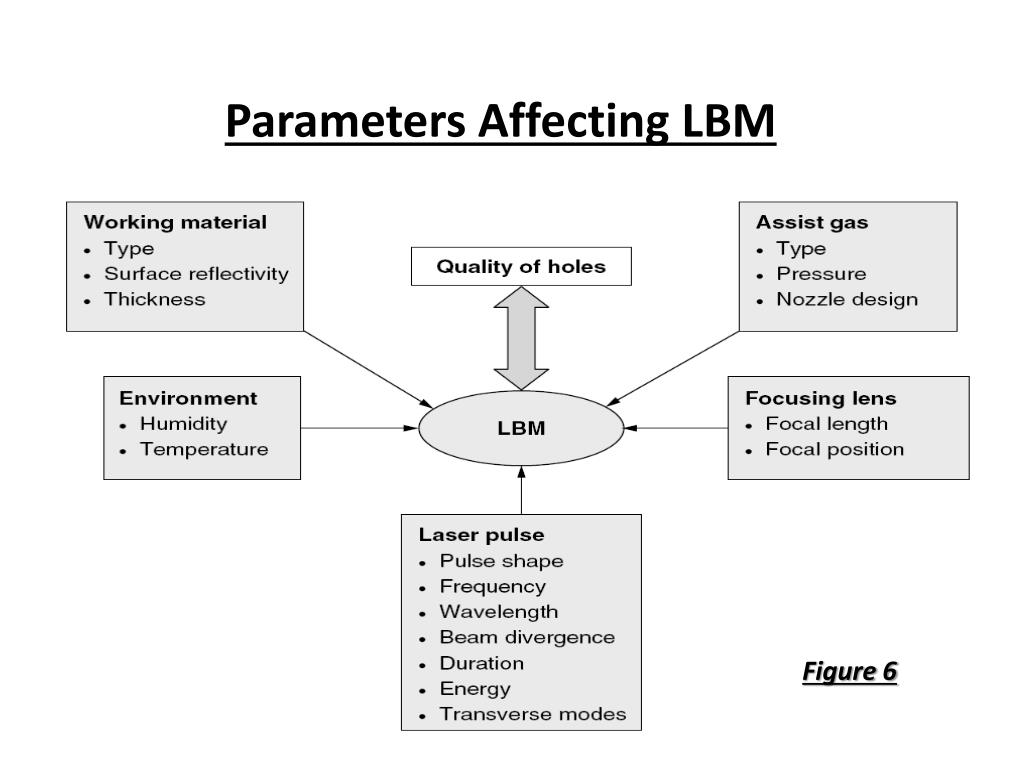 Parameters Affecting LBM
Working material
• Type
• Surface reflectivity
• Thickness
Quality of holes
Assist gas
• Type
• Pressure
• Nozzle design
Environment
• Humidity
• Temperature
LBM
Focusing lens
• Focal length
• Focal position
Laser pulse
• Pulse shape
• Frequency
• Wavelength
• Beam divergence
• Duration
• Energy
• Transverse modes
Figure 6